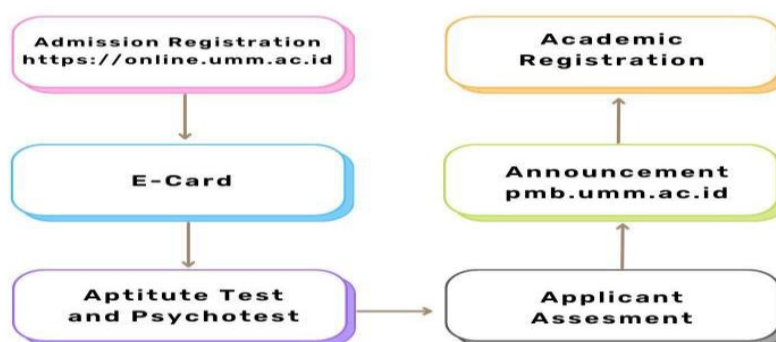 Admission Registration
https://online.umm.ac.id
E-Card
Aptitute Test
and Psychotest
Applicant
Assesment
Announcement
pmb.umm.ac.id
Academic
Registration